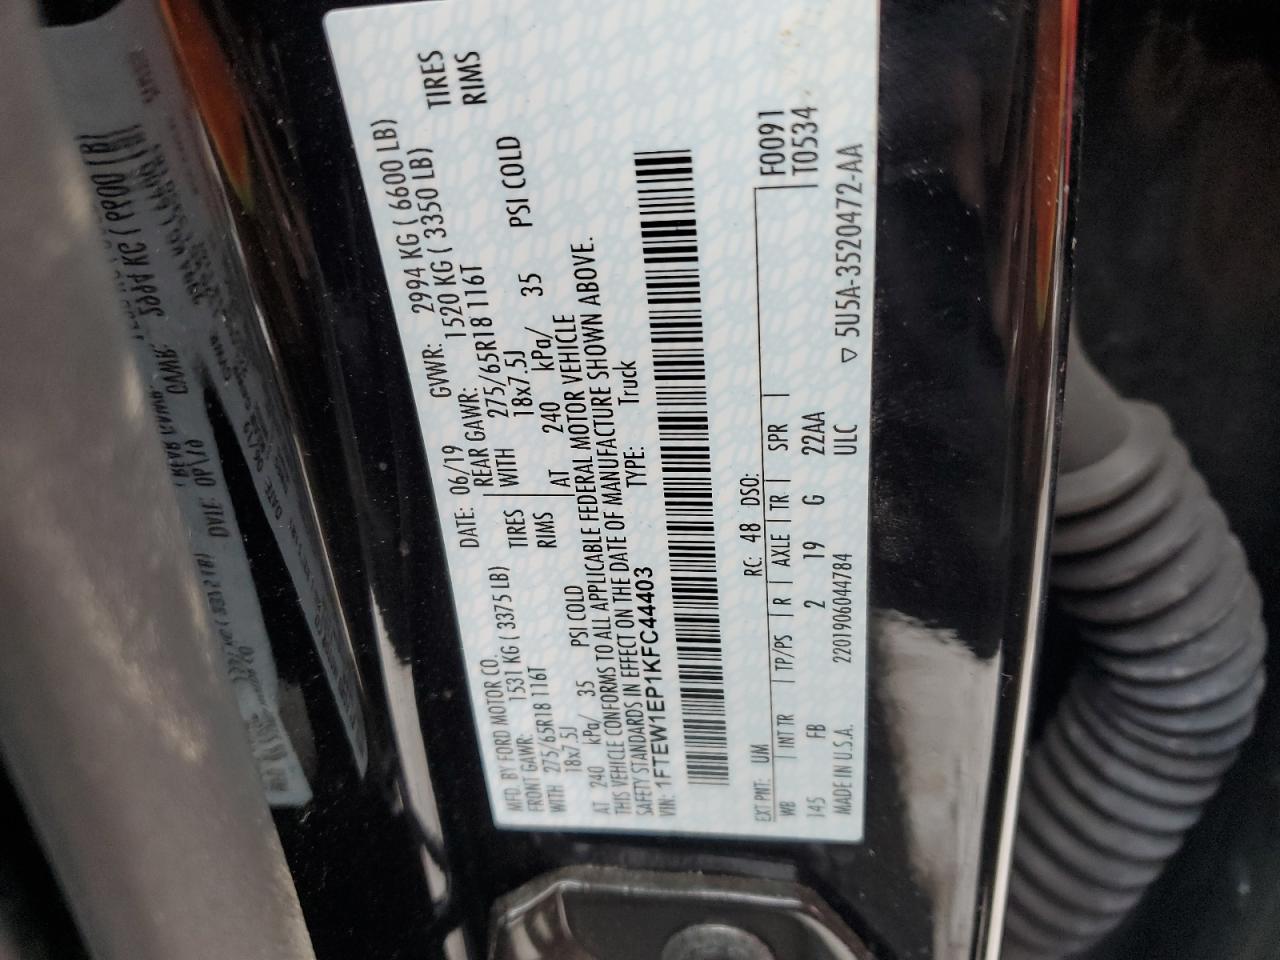 MFD. BY FORD MOTOR CO. DATE: 06/19 GVWR: 2994 KG ( 6600 LB)
FRONT GAWR: 1531 KG ( 3375 LB) REAR GAWR: 1520 KG ( 3350 LB)
WITH 275/65R18 116T TIRES WITH 275/65R18 116T TIRES
18x7.5J RIMS 18x7.5J RIMS
AT 240 kPa/ 35 PSI COLD AT 240 kPa/ 35 PSI COLD
THIS VEHICLE CONFORMS TO ALL APPLICABLE FEDERAL MOTOR VEHICLE
SAFETY STANDARDS IN EFFECT ON THE DATE OF MANUFACTURE SHOWN ABOVE.
VIN: 1FTEW1EP1KFC44403 TYPE: Truck
F0091
EXT PNT: UM RC: 48 DSO: T0534
WB INT TR TP/PS R AXLE TR SPR
145 FB 2 19 G 22AA
MADE IN U.S.A. 2201906044784 ULC ▽ 5U5A-3520472-AA